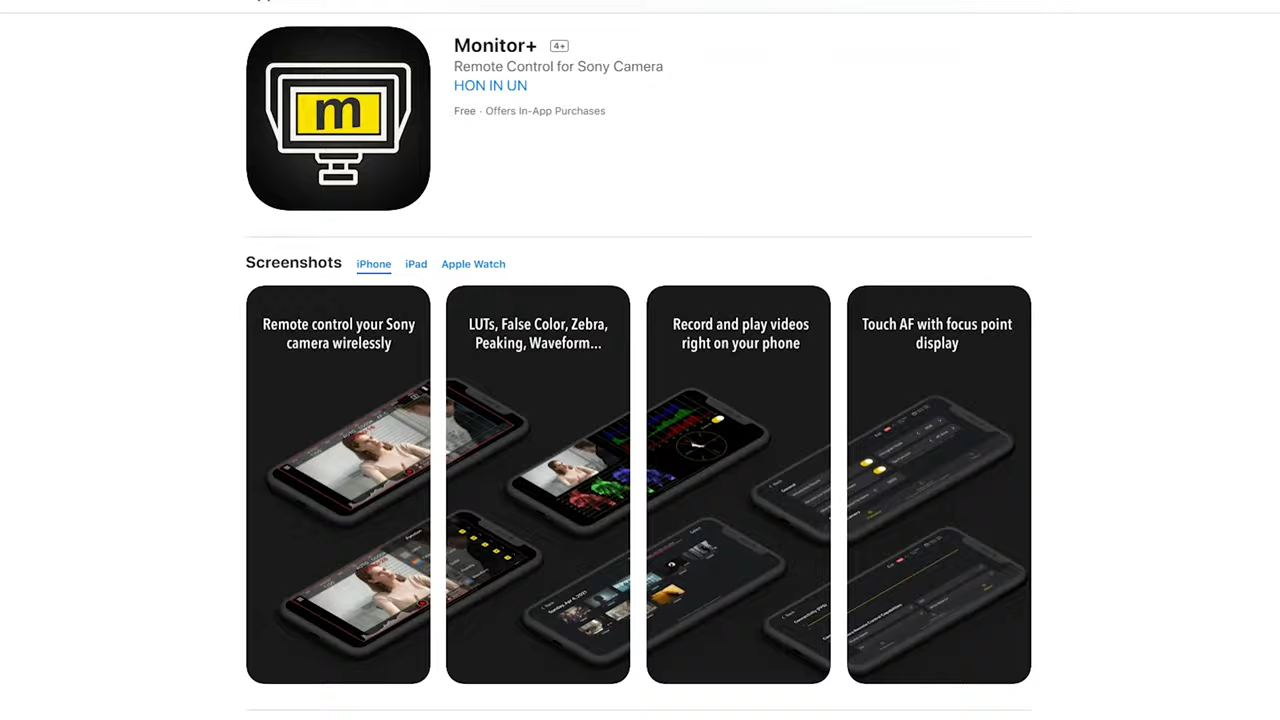 Monitor+ 4+
Remote Control for Sony Camera
HON IN UN
Free · Offers In-App Purchases
m
Screenshots iPhone iPad Apple Watch
Remote control your Sony
camera wirelessly
LUTs, False Color, Zebra,
Peaking, Waveform...
Record and play videos
right on your phone
Touch AF with focus point
display